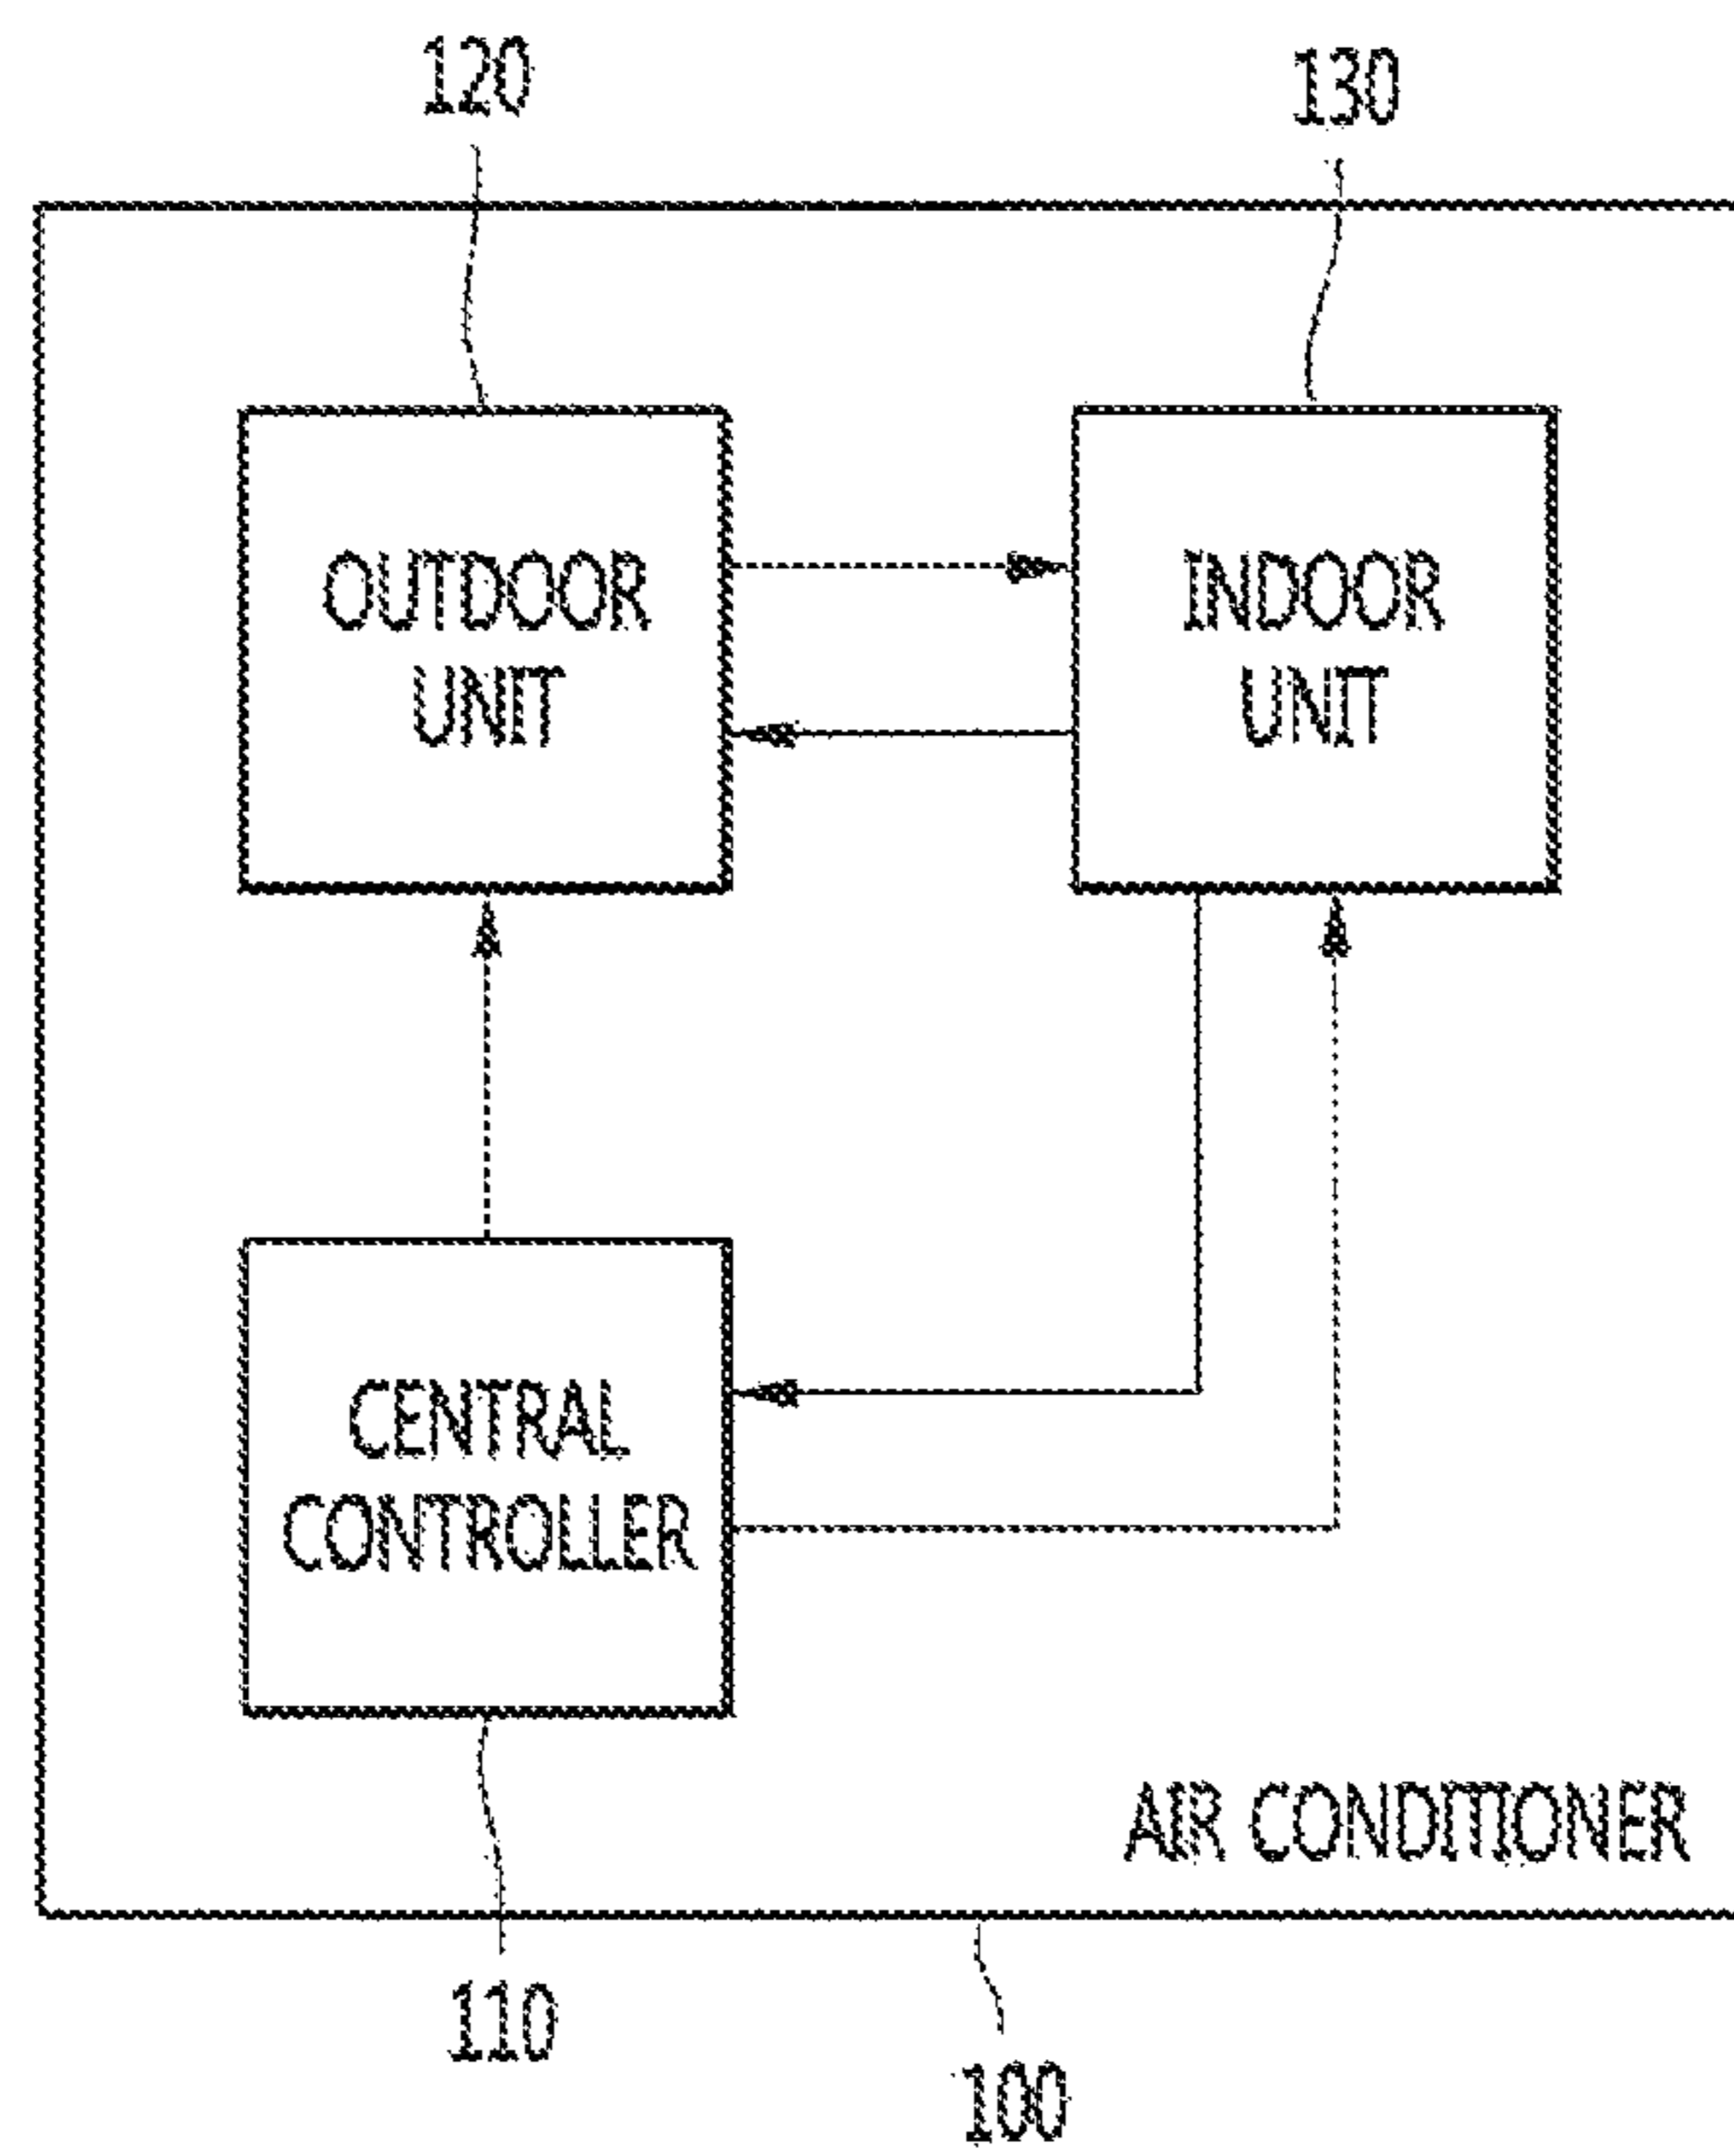 120
130
OUTDOOR
UNIT
INDOOR
UNIT
CENTRAL
CONTROLLER
AIR CONDITIONER
110
100